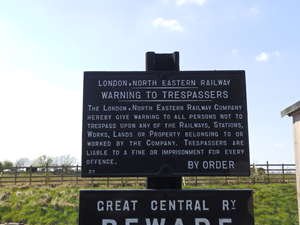 LONDON & NORTH EASTERN RAILWAY
WARNING TO TRESPASSERS
THE LONDON & NORTH EASTERN RAILWAY COMPANY
HEREBY GIVE WARNING TO ALL PERSONS NOT TO
TRESPASS UPON ANY OF THE RAILWAYS, STATIONS,
WORKS, LANDS OR PROPERTY BELONGING TO OR
WORKED BY THE COMPANY. TRESPASSERS ARE
LIABLE TO A FINE OR IMPRISONMENT FOR EVERY
OFFENCE. BY ORDER
GREAT CENTRAL RY
BEWARE